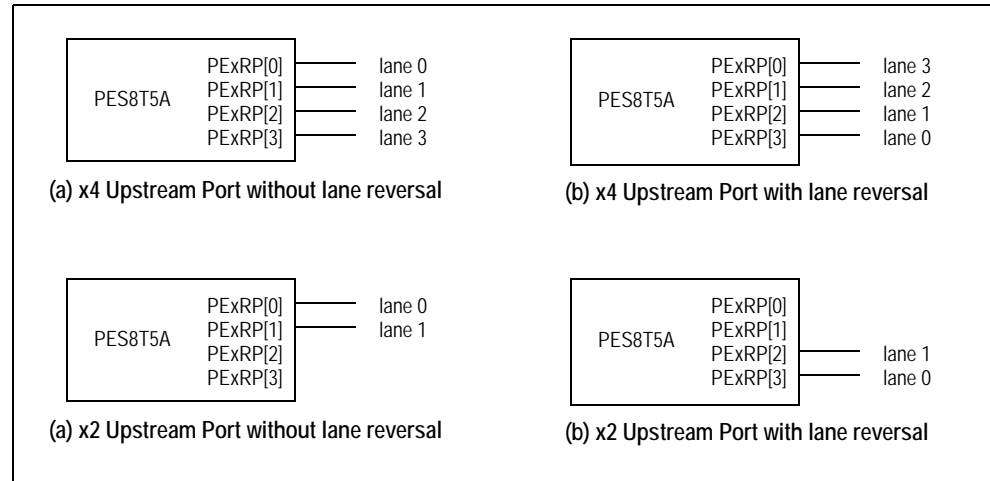 PES8T5A
PExRP[0] lane 0
PExRP[1] lane 1
PExRP[2] lane 2
PExRP[3] lane 3
(a) x4 Upstream Port without lane reversal
PES8T5A
PExRP[0] lane 3
PExRP[1] lane 2
PExRP[2] lane 1
PExRP[3] lane 0
(b) x4 Upstream Port with lane reversal
PES8T5A
PExRP[0] lane 0
PExRP[1] lane 1
PExRP[2]
PExRP[3]
(a) x2 Upstream Port without lane reversal
PES8T5A
PExRP[0]
PExRP[1]
PExRP[2] lane 1
PExRP[3] lane 0
(b) x2 Upstream Port with lane reversal